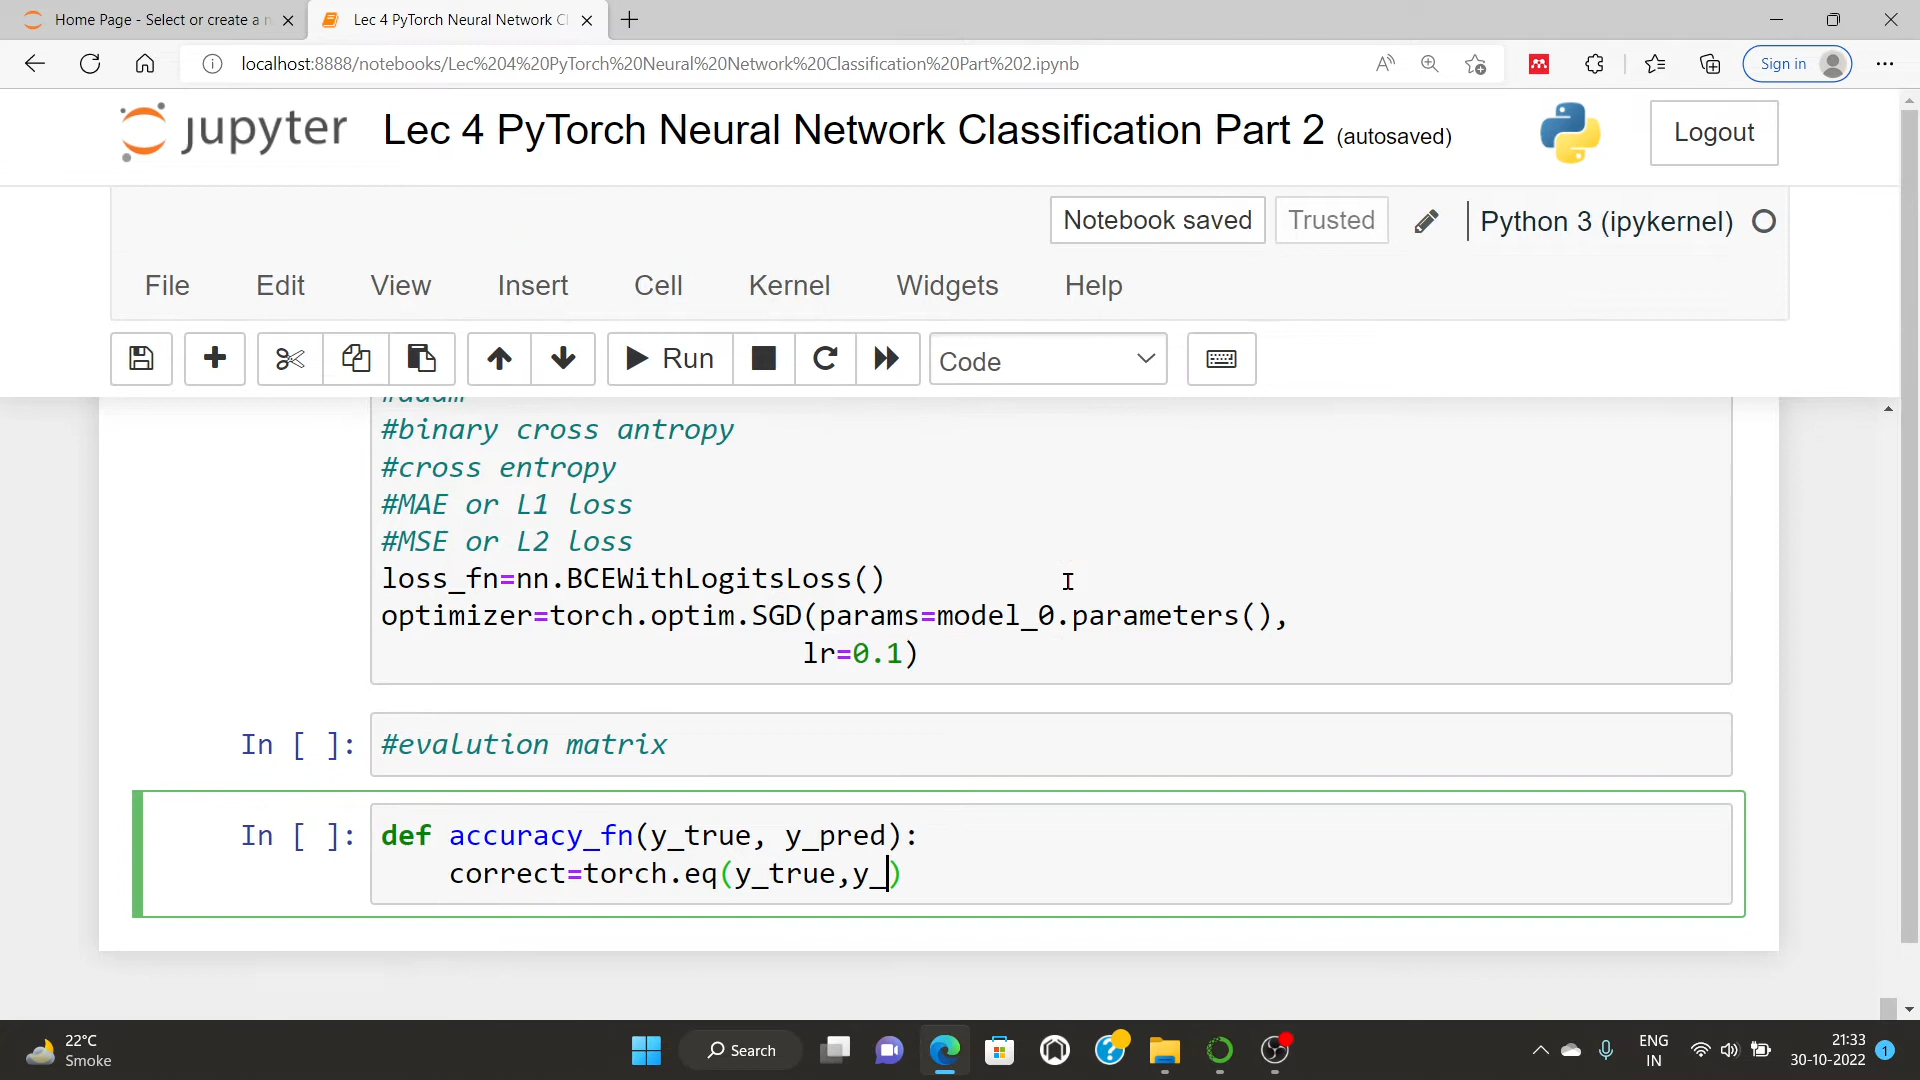 Home Page - Select or create a n
Lec 4 PyTorch Neural Network Cl
localhost:8888/notebooks/Lec%204%20PyTorch%20Neural%20Network%20Classification%20Part%202.ipynb
Sign in
jupyter Lec 4 PyTorch Neural Network Classification Part 2 (autosaved)
Logout
Notebook saved Trusted Python 3 (ipykernel)
File Edit View Insert Cell Kernel Widgets Help
Run Code
#adam
#binary cross antropy
#cross entropy
#MAE or L1 loss
#MSE or L2 loss
loss_fn=nn.BCEWithLogitsLoss()
optimizer=torch.optim.SGD(params=model_0.parameters(),
lr=0.1)
In [ ]: #evalution matrix
In [ ]: def accuracy_fn(y_true, y_pred):
correct=torch.eq(y_true,y_)
22°C
Smoke
Search
ENG
IN
21:33
30-10-2022
1